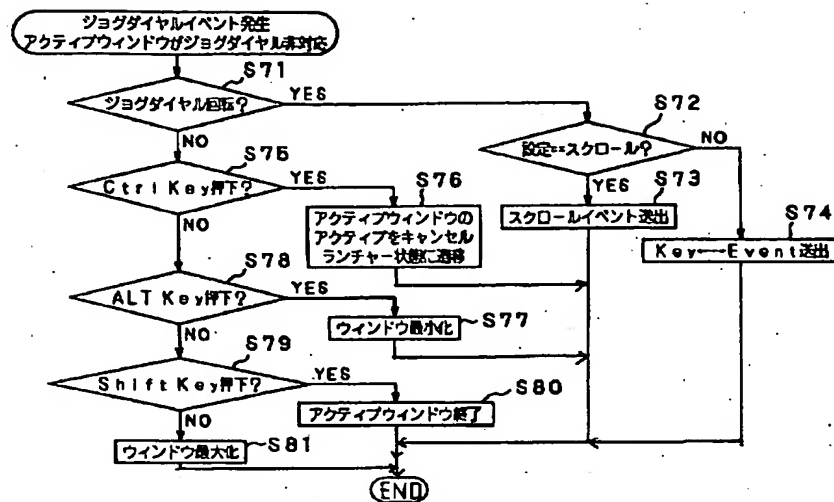 ジョグダイヤルイベント発生
アクティブウィンドウがジョグダイヤル非対応
S71
ジョグダイヤル回転?
YES
NO
S72
設定==スクロール?
NO
YES
S73
スクロールイベント送出
S74
Key──Event送出
S75
Ctrl Key押下?
YES
NO
S76
アクティブウィンドウの
アクティブをキャンセル
ランチャー状態に遷移
S78
ALT Key押下?
YES
NO
S77
ウィンドウ最小化
S79
Shift Key押下?
YES
NO
S80
アクティブウィンドウ終了
S81
ウィンドウ最大化
END